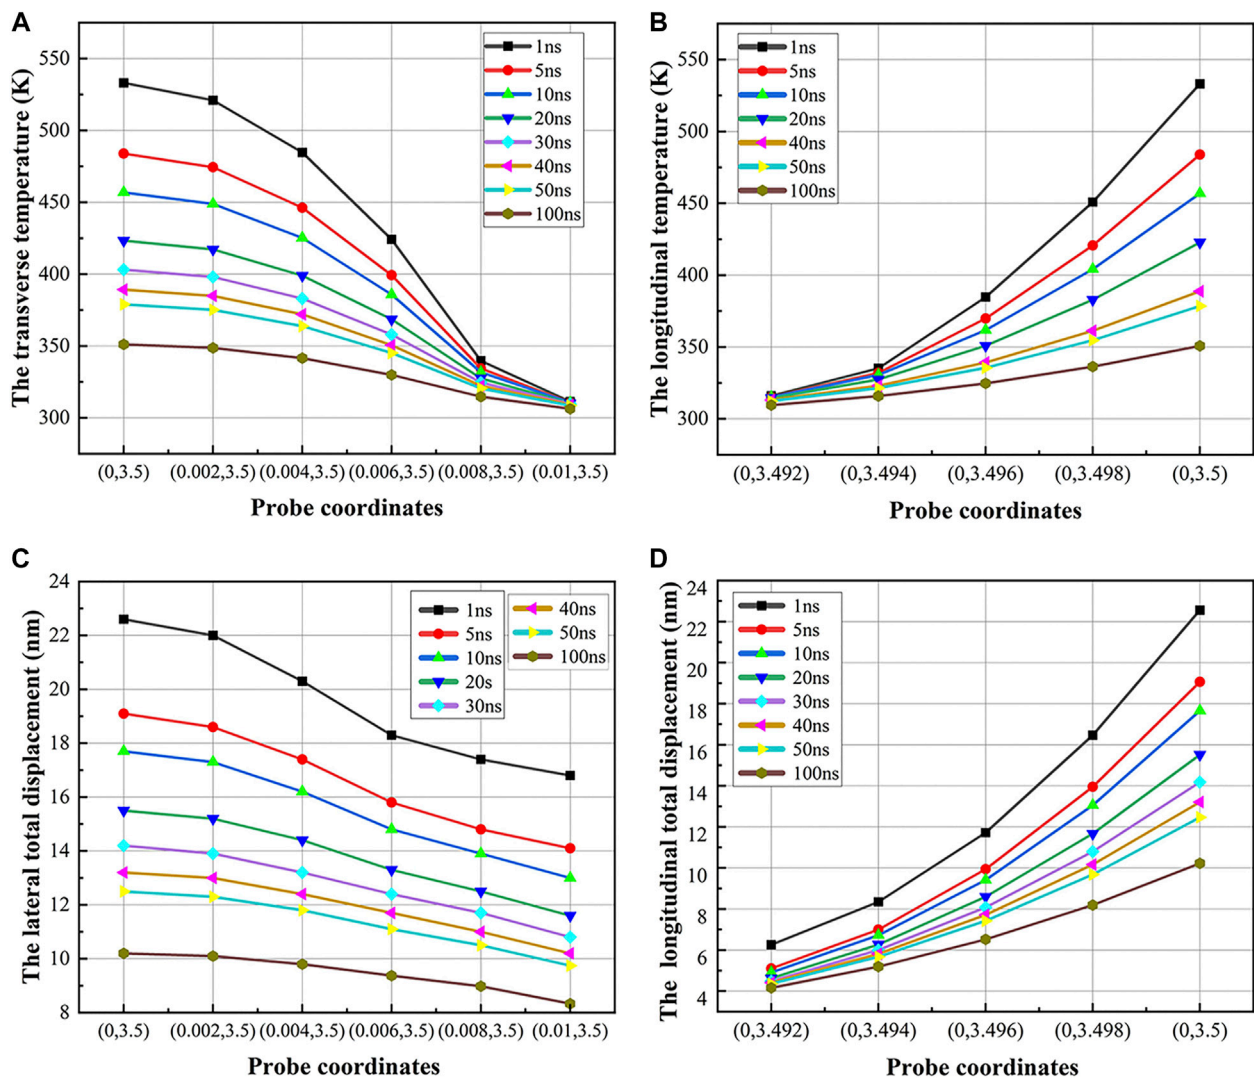 A
The transverse temperature (K)
550
500
450
400
350
300
1ns
5ns
10ns
20ns
30ns
40ns
50ns
100ns
(0,3.5) (0.002,3.5) (0.004,3.5) (0.006,3.5) (0.008,3.5) (0.01,3.5)
Probe coordinates
B
The longitudinal temperature (K)
550
500
450
400
350
300
1ns
5ns
10ns
20ns
40ns
50ns
100ns
(0,3.492) (0,3.494) (0,3.496) (0,3.498) (0,3.5)
Probe coordinates
C
The lateral total displacement (nm)
24
22
20
18
16
14
12
10
8
1ns
5ns
10ns
20s
30ns
40ns
50ns
100ns
(0,3.5) (0.002,3.5) (0.004,3.5) (0.006,3.5) (0.008,3.5) (0.01,3.5)
Probe coordinates
D
The longitudinal total displacement (nm)
24
22
20
18
16
14
12
10
8
6
4
1ns
5ns
10ns
20ns
30ns
40ns
50ns
100ns
(0,3.492) (0,3.494) (0,3.496) (0,3.498) (0,3.5)
Probe coordinates